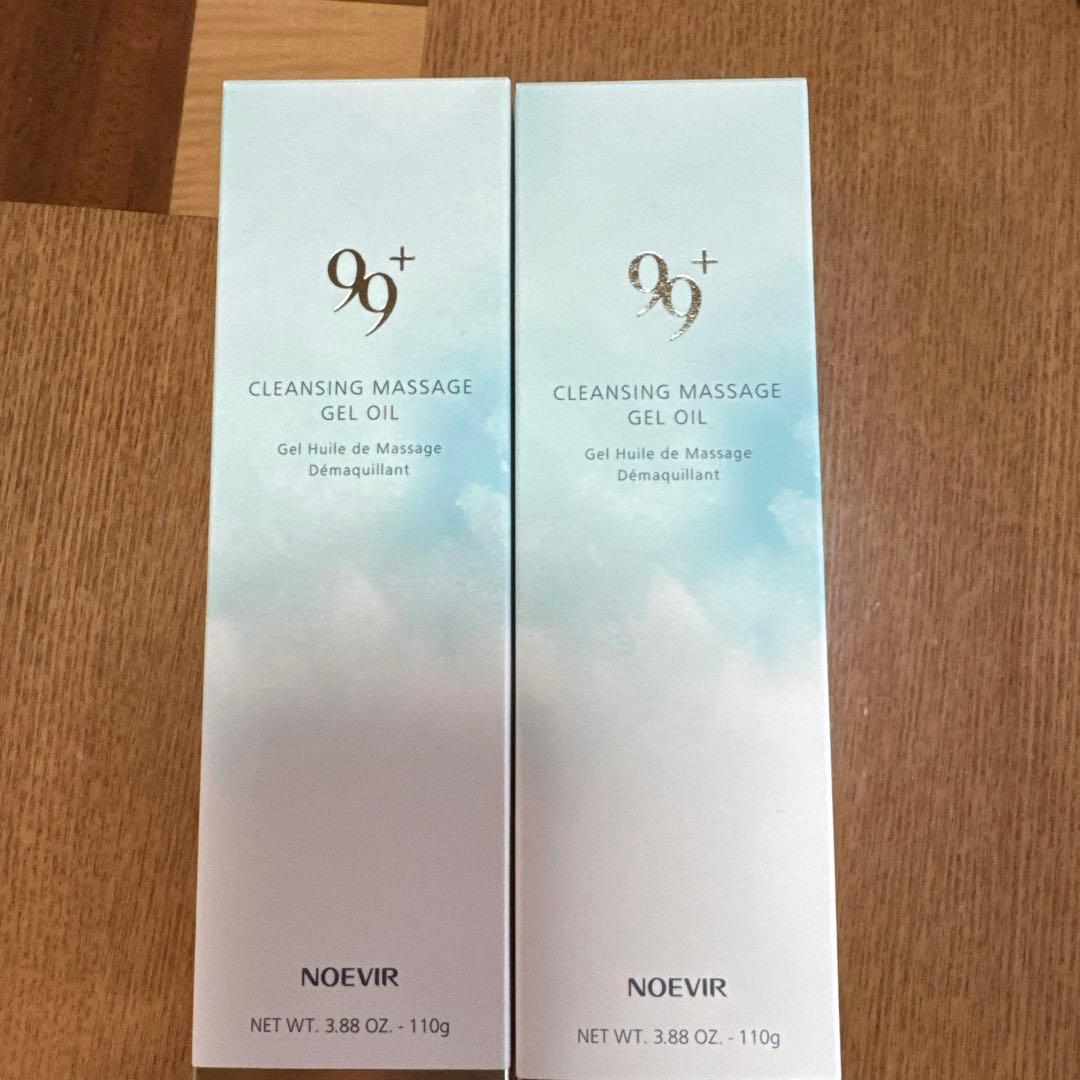 99+
CLEANSING MASSAGE
GEL OIL
Gel Huile de Massage
Démaquillant
NOEVIR
NET WT. 3.88 OZ. - 110g
99+
CLEANSING MASSAGE
GEL OIL
Gel Huile de Massage
Démaquillant
NOEVIR
NET WT. 3.88 OZ. - 110g